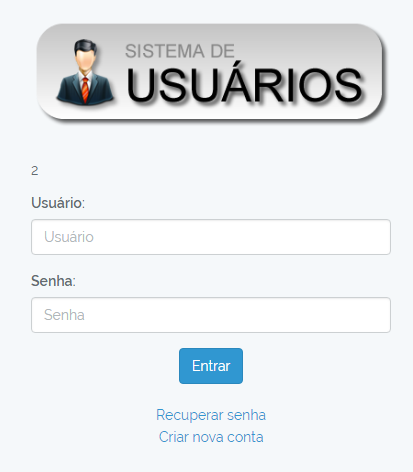 SISTEMA DE
USUÁRIOS
2
Usuário:
Usuário
Senha:
Senha
Entrar
Recuperar senha
Criar nova conta